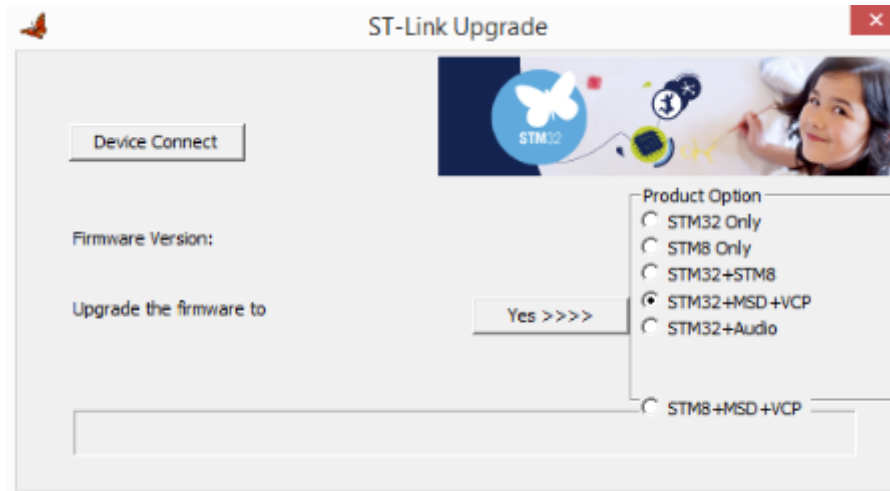 ST-Link Upgrade
STM32
Device Connect
Product Option
STM32 Only
Firmware Version:
STM8 Only
STM32+STM8
Upgrade the firmware to
Yes >>>>
STM32+MSD+VCP
STM32+Audio
STM8+MSD+VCP